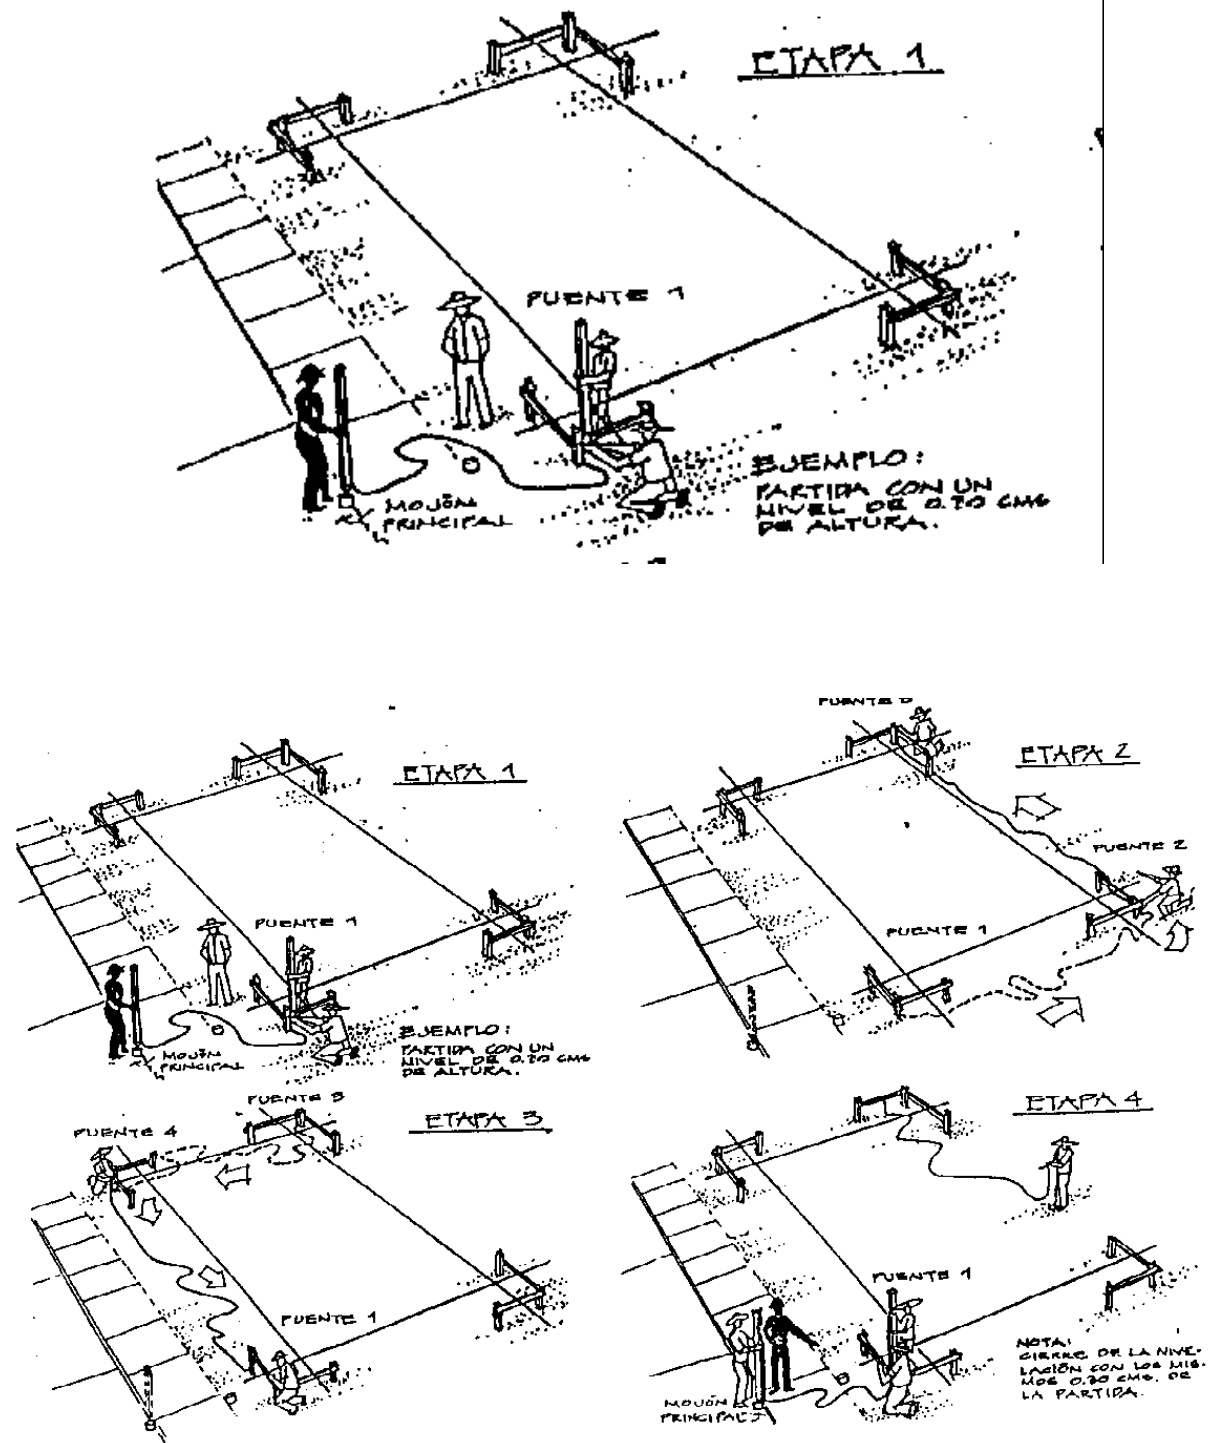 ETAPA 1
PUENTE 1
EJEMPLO:
PARTIDA CON UN
NIVEL DE 0.70 CMS
DE ALTURA.
MOJÓN
PRINCIPAL
ETAPA 1
PUENTE 1
EJEMPLO:
PARTIDA CON UN
NIVEL DE 0.70 CMS
DE ALTURA.
MOJÓN
PRINCIPAL
PUENTE
ETAPA 2
PUENTE 2
PUENTE 1
PUENTE 3
ETAPA 3
PUENTE 4
PUENTE 1
ETAPA 4
PUENTE 1
NOTA:
CIERRE DE LA NIVE-
LACIÓN CON LOS MIS-
MOS CMS. DE
LA PARTIDA.
MOJÓN
PRINCIPAL